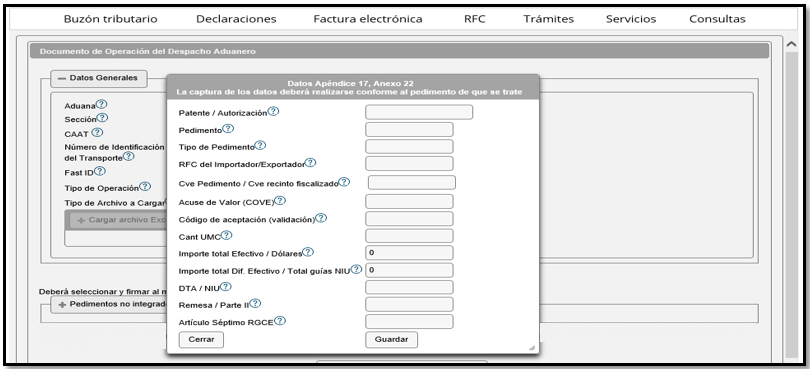 Buzón tributario Declaraciones Factura electrónica RFC Trámites Servicios Consultas
Documento de Operación del Despacho Aduanero
Datos Generales
Aduana
Sección
CAAT
Número de Identificación
del Transporte
Fast ID
Tipo de Operación
Tipo de Archivo a Cargar
Cargar archivo Exc
Deberá seleccionar y firmar al m
Pedimentos no integrad
Datos Apéndice 17, Anexo 22
La captura de los datos deberá realizarse conforme al pedimento de que se trate
Patente / Autorización
Pedimento
Tipo de Pedimento
RFC del Importador/Exportador
Cve Pedimento / Cve recinto fiscalizado
Acuse de Valor (COVE)
Código de aceptación (validación)
Cant UMC
Importe total Efectivo / Dólares 0
Importe total Dif. Efectivo / Total guías NIU 0
DTA / NIU
Remesa / Parte II
Artículo Séptimo RGCE
Cerrar Guardar